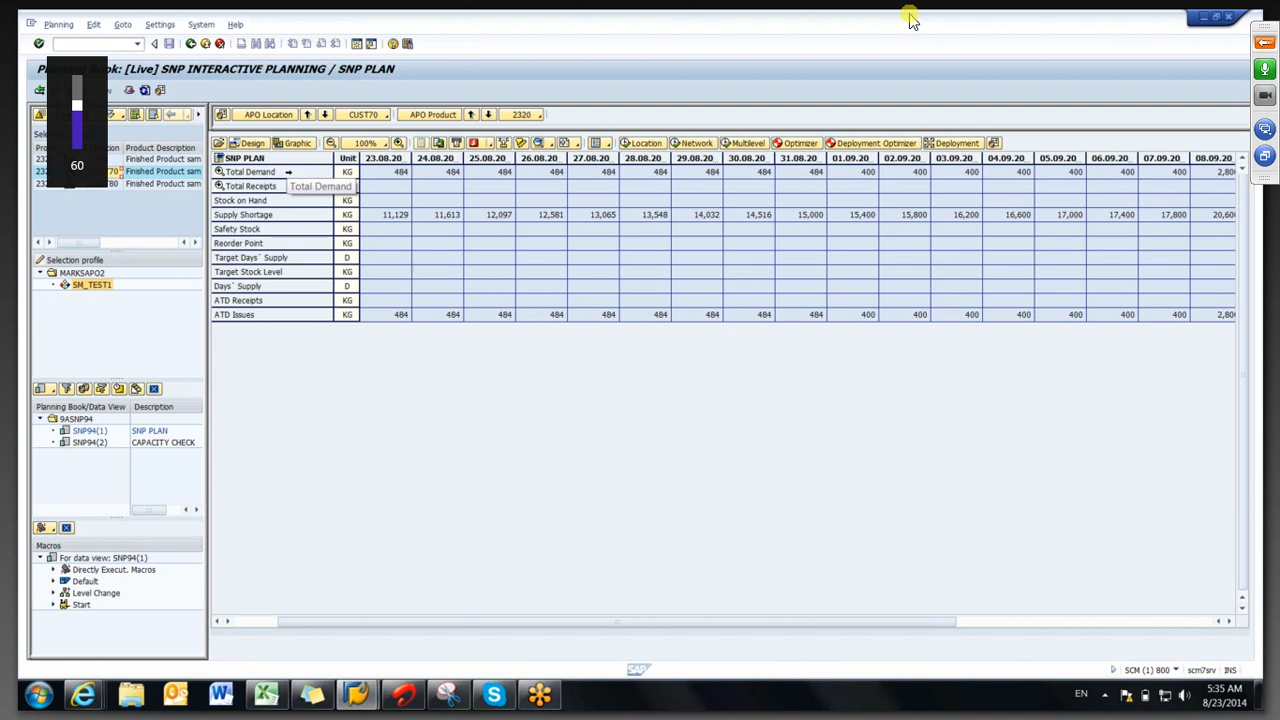 Planning Edit Goto Settings System Help
Planning Book: [Live] SNP INTERACTIVE PLANNING / SNP PLAN
APO Location CUST70 APO Product 2320
Design Graphic 100% Location Network Multilevel Optimizer Deployment Optimizer Deployment
60
Product Description
Finished Product sam
Finished Product sam
Finished Product sam
Selection profile
MARKSAPO2
SM_TEST1
Planning Book/Data View Description
9ASNP94
SNP94(1) SNP PLAN
SNP94(2) CAPACITY CHECK
Macros
For data view: SNP94(1)
Directly Execut. Macros
Default
Level Change
Start
SNP PLAN Unit 23.08.20 24.08.20 25.08.20 26.08.20 27.08.20 28.08.20 29.08.20 30.08.20 31.08.20 01.09.20 02.09.20 03.09.20 04.09.20 05.09.20 06.09.20 07.09.20 08.09.20
Total Demand KG 484 484 484 484 484 484 484 484 484 400 400 400 400 400 400 400 2,80
Total Receipts Total Demand
Stock on Hand KG
Supply Shortage KG 11,129 11,613 12,097 12,581 13,065 13,548 14,032 14,516 15,000 15,400 15,800 16,200 16,600 17,000 17,400 17,800 20,60
Safety Stock KG
Reorder Point KG
Target Days´ Supply D
Target Stock Level KG
Days´ Supply D
ATD Receipts KG
ATD Issues KG 484 484 484 484 484 484 484 484 484 400 400 400 400 400 400 400 2,80
SAP
SCM (1) 800 scm7srv INS
EN 5:35 AM
8/23/2014